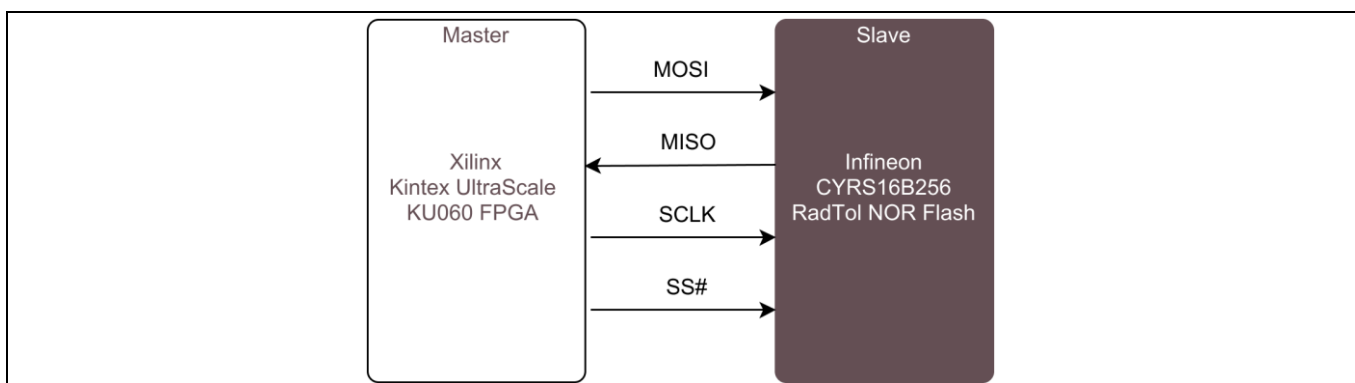 Master
Slave
MOSI
MISO
Xilinx
Kintex UltraScale
KU060 FPGA
Infineon
CYRS16B256
RadTol NOR Flash
SCLK
SS#